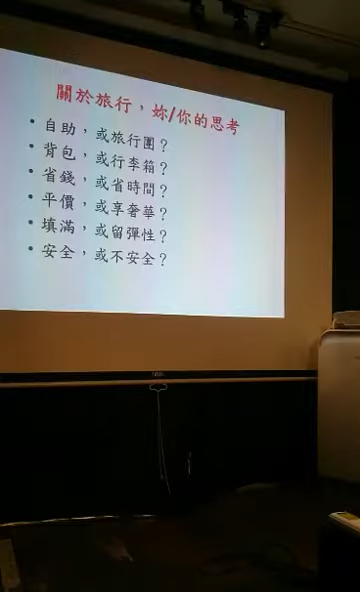 關於旅行，妳/你的思考
• 自助，或旅行團？
• 背包，或行李箱？
• 省錢，或省時間？
• 平價，或享奢華？
• 填滿，或留彈性？
• 安全，或不安全？